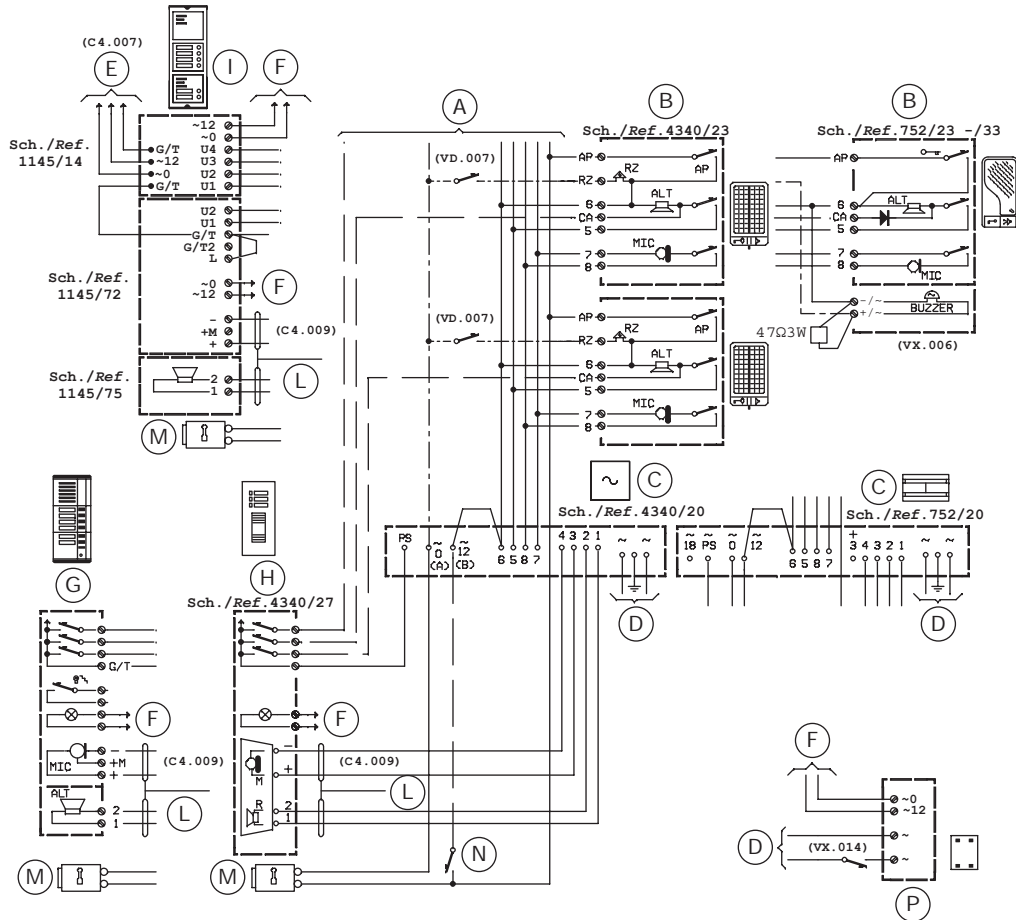 (C4.007)
E
I
F
Sch./Ref.
1145/14
~12
~0
G/T
U4
~12
U3
~0
U2
G/T
U1
Sch./Ref.
1145/72
U2
U1
G/T
G/T2
L
~0
~12
F
-
+M
+
(C4.009)
L
Sch./Ref.
1145/75
2
1
M
A
(VD.007)
(VD.007)
B
Sch./Ref.4340/23
AP
RZ
RZ
AP
6
ALT
CA
5
7
MIC
8
AP
RZ
RZ
AP
6
ALT
CA
5
7
MIC
8
B
Sch./Ref.752/23 -/33
AP
6
ALT
CA
5
7
8
MIC
-/~
+/~
BUZZER
47Ω3W
(VX.006)
~
C
Sch./Ref.4340/20
PS
~
0
(A)
~
12
(B)
6 5 8 7
4 3 2 1
~ ~
D
C
Sch./Ref.752/20
~
18
~
PS
~
0
~
12
6 5 8 7
+
3 4 3 2 1
~ ~
D
G
G/T
F
MIC
-
+M
+
(C4.009)
ALT
2
1
L
M
H
Sch./Ref.4340/27
F
-
+
M
(C4.009)
R
2
1
L
M
N
F
~0
~12
D
(VX.014)
~
~
P